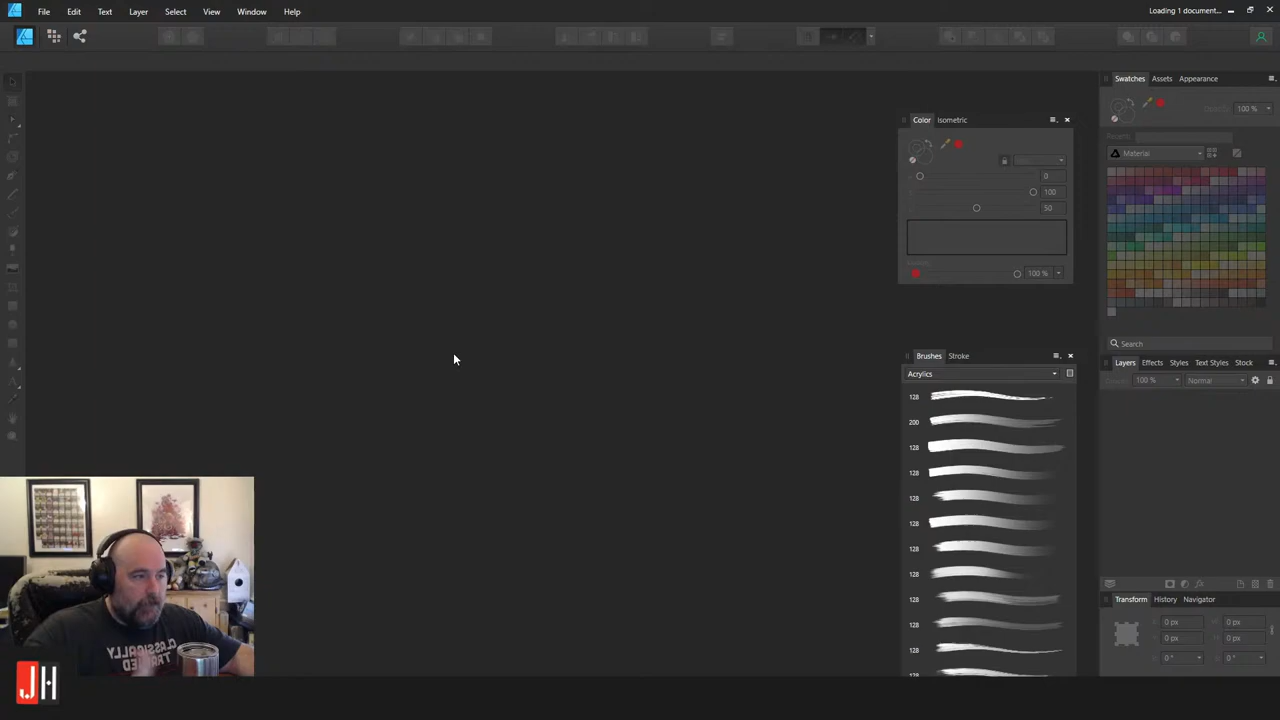 File Edit Text Layer Select View Window Help
Loading 1 document...
Swatches Assets Appearance
100 %
Color Isometric
Recent:
Material
0
100
50
100 %
Search
Brushes Stroke
Acrylics
Layers Effects Styles Text Styles Stock
Opacity: 100 % Normal
128
200
128
128
128
128
128
128
128
128
128
Transform History Navigator
X: 0 px W: 0 px
Y: 0 px H: 0 px
R: 0 ° S: 0 °
JH